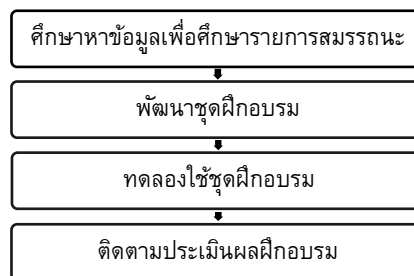 ศึกษาหาข้อมูลเพื่อศึกษารายการสมรรถนะ
พัฒนาชุดฝึกอบรม
ทดลองใช้ชุดฝึกอบรม
ติดตามประเมินผลฝึกอบรม